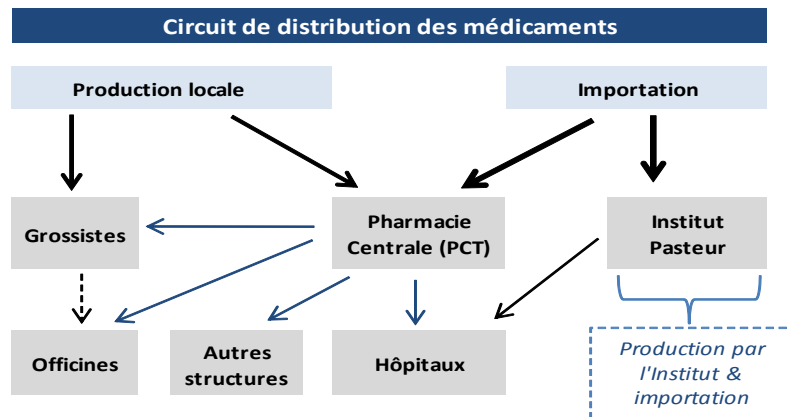 Circuit de distribution des médicaments
Production locale
Importation
Grossistes
Pharmacie
Centrale (PCT)
Institut
Pasteur
Officines
Autres
structures
Hôpitaux
Production par
l'Institut &
importation